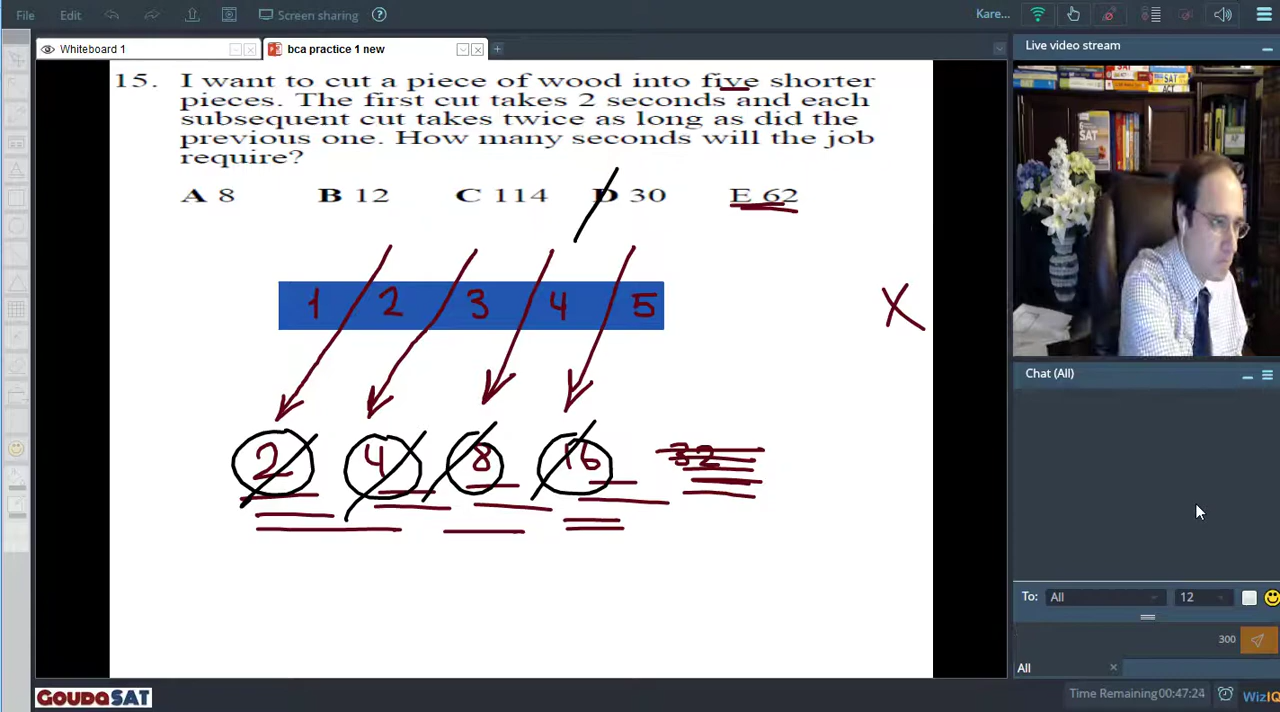 File Edit Screen sharing Kare...
Whiteboard 1 bca practice 1 new
Live video stream
15. I want to cut a piece of wood into five shorter
pieces. The first cut takes 2 seconds and each
subsequent cut takes twice as long as did the
previous one. How many seconds will the job
require?
A 8 B 12 C 114 D 30 E 62
1 2 3 4 5
X
2 4 8 16 32
SAT
SAT
ACT
Chat (All)
To: All 12
300
All
GOUDASAT
Time Remaining 00:47:24 WizIQ